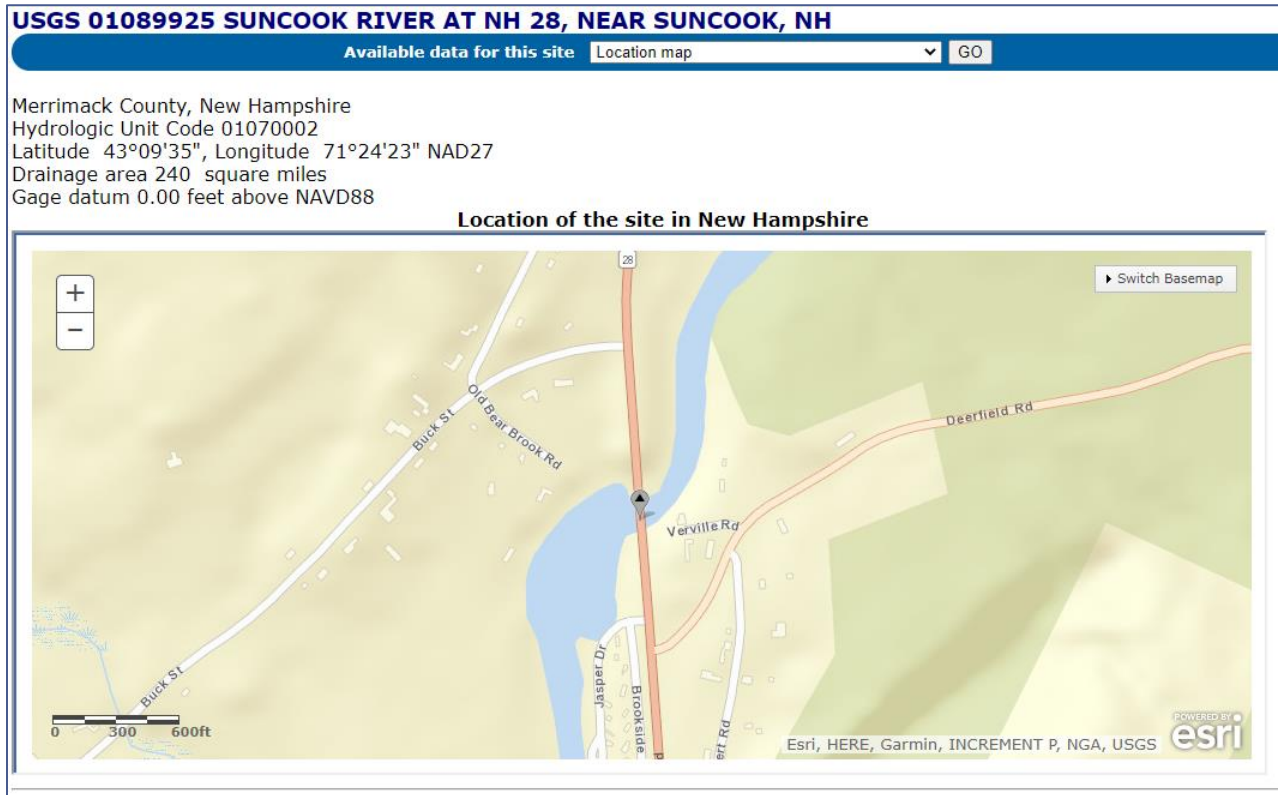 USGS 01089925 SUNCOOK RIVER AT NH 28, NEAR SUNCOOK, NH
Available data for this site Location map GO
Merrimack County, New Hampshire
Hydrologic Unit Code 01070002
Latitude 43°09'35", Longitude 71°24'23" NAD27
Drainage area 240 square miles
Gage datum 0.00 feet above NAVD88
Location of the site in New Hampshire
28
Switch Basemap
+
−
Old Bear Brook Rd
Buck St
Deerfield Rd
Verville Rd
Jasper Dr
Brookside
Buck St
ert Rd
P
0 300 600ft
Esri, HERE, Garmin, INCREMENT P, NGA, USGS
POWERED BY
esri